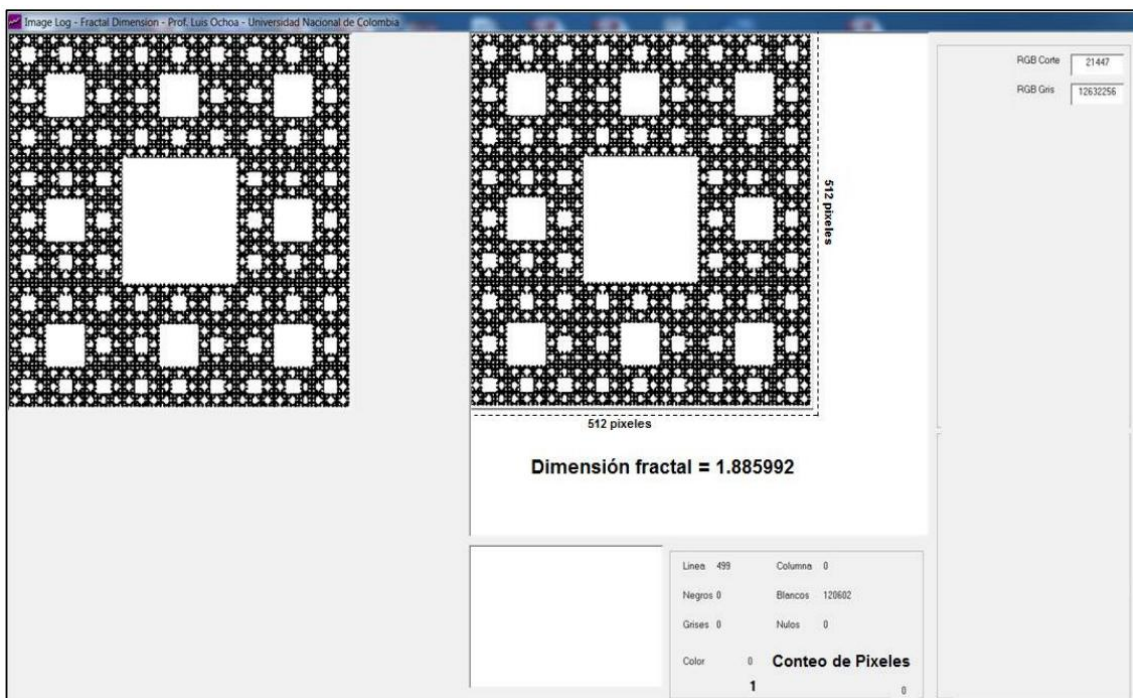 Image Log - Fractal Dimension - Prof. Luis Ochoa - Universidad Nacional de Colombia
RGB Corte 21447
RGB Gris 12632256
512 pixeles
512 pixeles
Dimensión fractal = 1.885992
Linea 499 Columna 0
Negros 0 Blancos 120602
Grises 0 Nulos 0
Color 0 Conteo de Pixeles
1 0